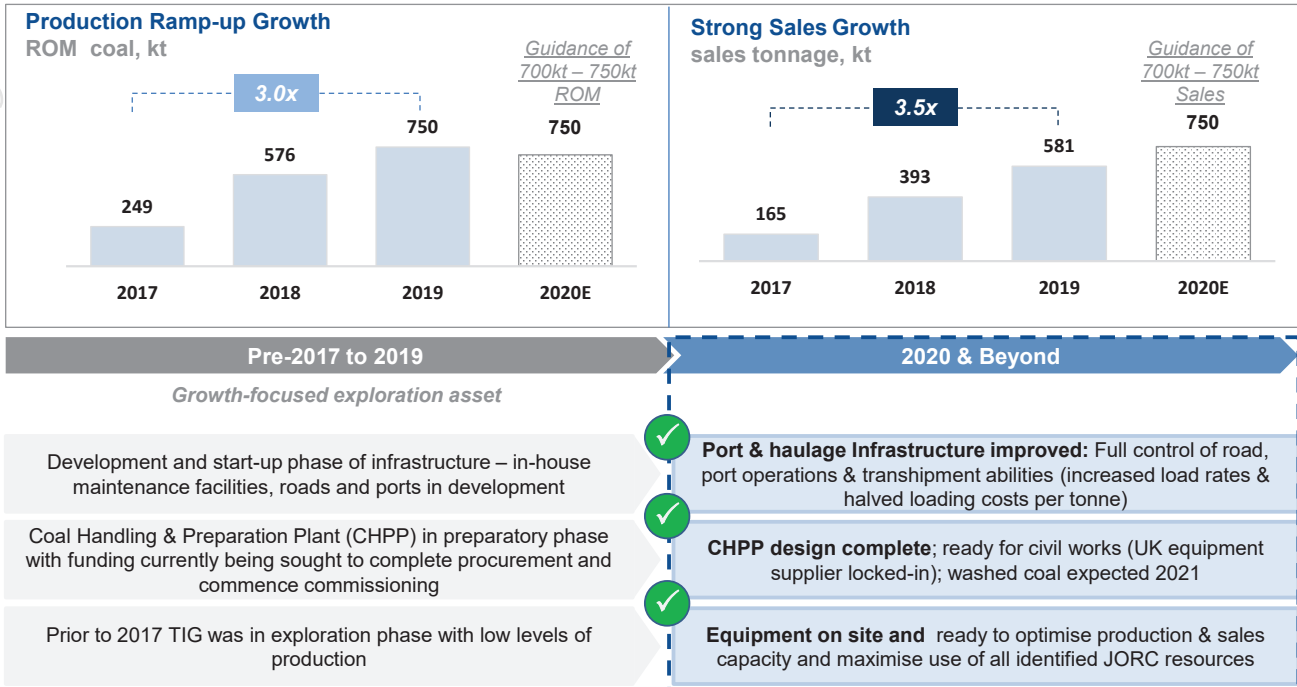 Production Ramp-up Growth
ROM coal, kt
Guidance of
700kt – 750kt
ROM
3.0x
249
576
750
750
2017
2018
2019
2020E
Strong Sales Growth
sales tonnage, kt
Guidance of
700kt – 750kt
Sales
3.5x
165
393
581
750
2017
2018
2019
2020E
Pre-2017 to 2019
2020 & Beyond
Growth-focused exploration asset
Development and start-up phase of infrastructure – in-house
maintenance facilities, roads and ports in development
Port & haulage Infrastructure improved: Full control of road,
port operations & transhipment abilities (increased load rates &
halved loading costs per tonne)
Coal Handling & Preparation Plant (CHPP) in preparatory phase
with funding currently being sought to complete procurement and
commence commissioning
CHPP design complete; ready for civil works (UK equipment
supplier locked-in); washed coal expected 2021
Prior to 2017 TIG was in exploration phase with low levels of
production
Equipment on site and ready to optimise production & sales
capacity and maximise use of all identified JORC resources